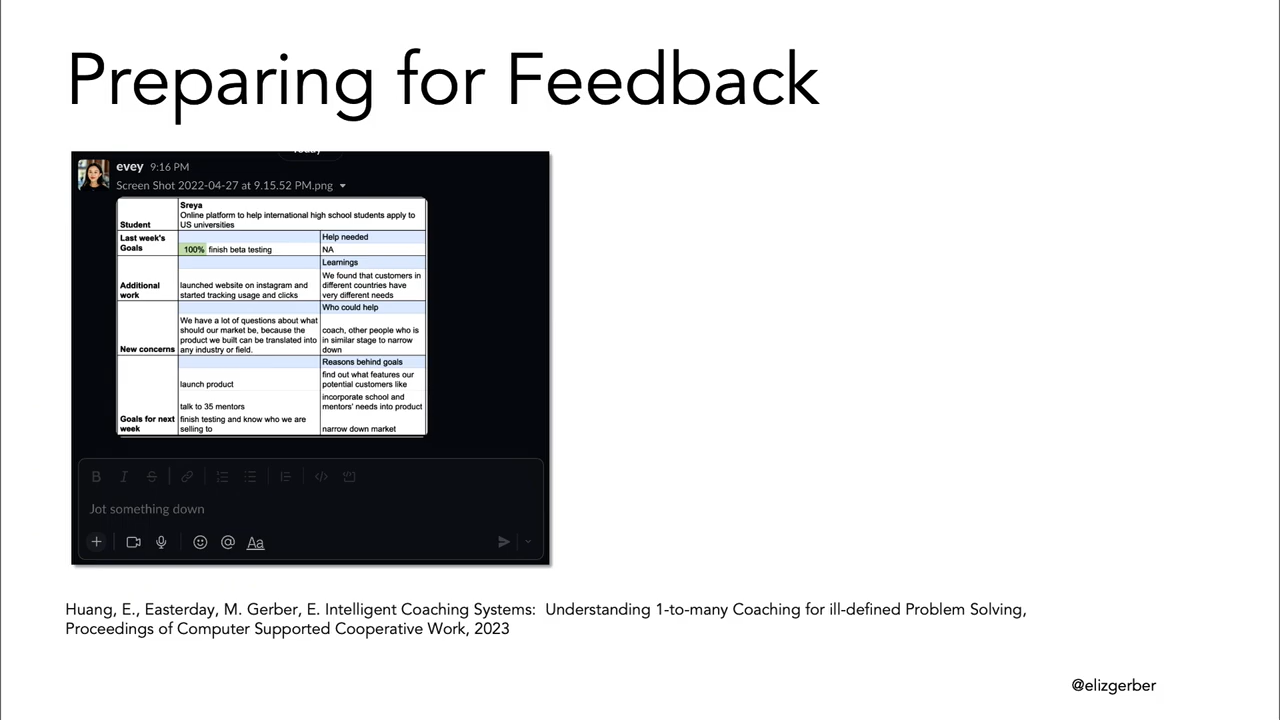 Preparing for Feedback
Today
evey 9:16 PM
Screen Shot 2022-04-27 at 9.15.52 PM.png
Student
Sreya
Online platform to help international high school students apply to
US universities
Last week's
Goals
Help needed
100% finish beta testing
NA
Learnings
Additional
work
launched website on instagram and
started tracking usage and clicks
We found that customers in
different countries have
very different needs
Who could help
New concerns
We have a lot of questions about what
should our market be, because the
product we built can be translated into
any industry or field.
coach, other people who is
in similar stage to narrow
down
Reasons behind goals
launch product
find out what features our
potential customers like
talk to 35 mentors
incorporate school and
mentors' needs into product
Goals for next
week
finish testing and know who we are
selling to
narrow down market
Jot something down
Huang, E., Easterday, M. Gerber, E. Intelligent Coaching Systems: Understanding 1-to-many Coaching for ill-defined Problem Solving,
Proceedings of Computer Supported Cooperative Work, 2023
@elizgerber